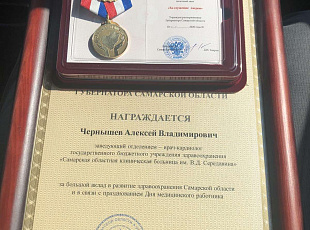 ГУБЕРНАТОРА САМАРСКОЙ ОБЛАСТИ
НАГРАЖДАЕТСЯ
Чернышев Алексей Владимирович
заведующий отделением – врач-кардиолог
государственного бюджетного учреждения здравоохранения
«Самарская областная клиническая больница им. В.Д. Середавина»
за большой вклад в развитие здравоохранения Самарской области
и в связи с празднованием Дня медицинского работника